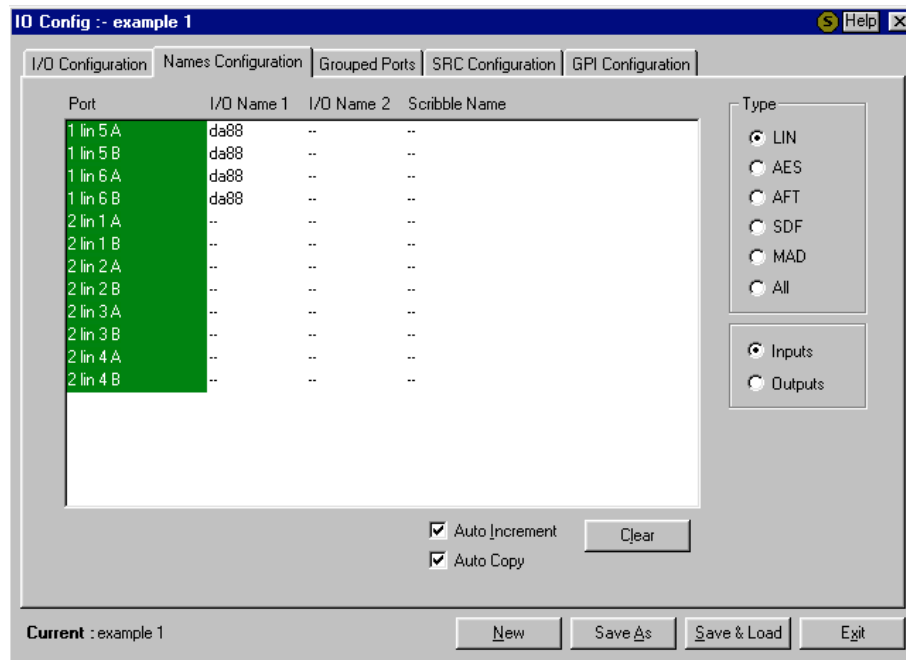 IO Config :- example 1
S Help
I/O Configuration Names Configuration Grouped Ports SRC Configuration GPI Configuration
Port I/O Name 1 I/O Name 2 Scribble Name
1 lin 5 A da88 -- --
1 lin 5 B da88 -- --
1 lin 6 A da88 -- --
1 lin 6 B da88 -- --
2 lin 1 A -- -- --
2 lin 1 B -- -- --
2 lin 2 A -- -- --
2 lin 2 B -- -- --
2 lin 3 A -- -- --
2 lin 3 B -- -- --
2 lin 4 A -- -- --
2 lin 4 B -- -- --
Type
LIN
AES
AFT
SDF
MAD
All
Inputs
Outputs
Auto Increment
Auto Copy
Clear
Current : example 1
New
Save As
Save & Load
Exit